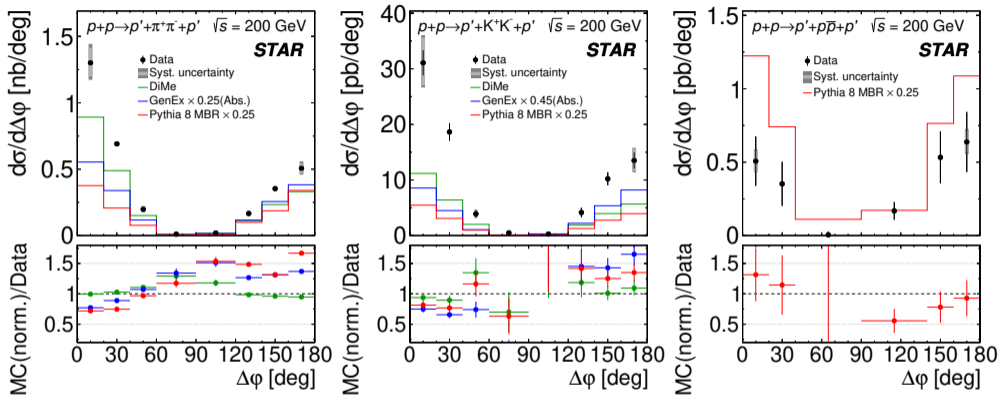 p+p→p′+π⁺π⁻+p′ √s = 200 GeV
STAR
Data
Syst. uncertainty
DiMe
GenEx × 0.25(Abs.)
Pythia 8 MBR × 0.25
dσ/dΔφ [nb/deg]
1.5
1
0.5
0
MC(norm.)/Data
1.5
1
0.5
0 30 60 90 120 150 180
Δφ [deg]
p+p→p′+K⁺K⁻+p′ √s = 200 GeV
STAR
Data
Syst. uncertainty
DiMe
GenEx × 0.45(Abs.)
Pythia 8 MBR × 0.25
dσ/dΔφ [pb/deg]
40
30
20
10
0
MC(norm.)/Data
1.5
1
0.5
0 30 60 90 120 150 180
Δφ [deg]
p+p→p′+pp̅+p′ √s = 200 GeV
STAR
Data
Syst. uncertainty
Pythia 8 MBR × 0.25
dσ/dΔφ [pb/deg]
1.5
1
0.5
0
MC(norm.)/Data
1.5
1
0.5
0 30 60 90 120 150 180
Δφ [deg]